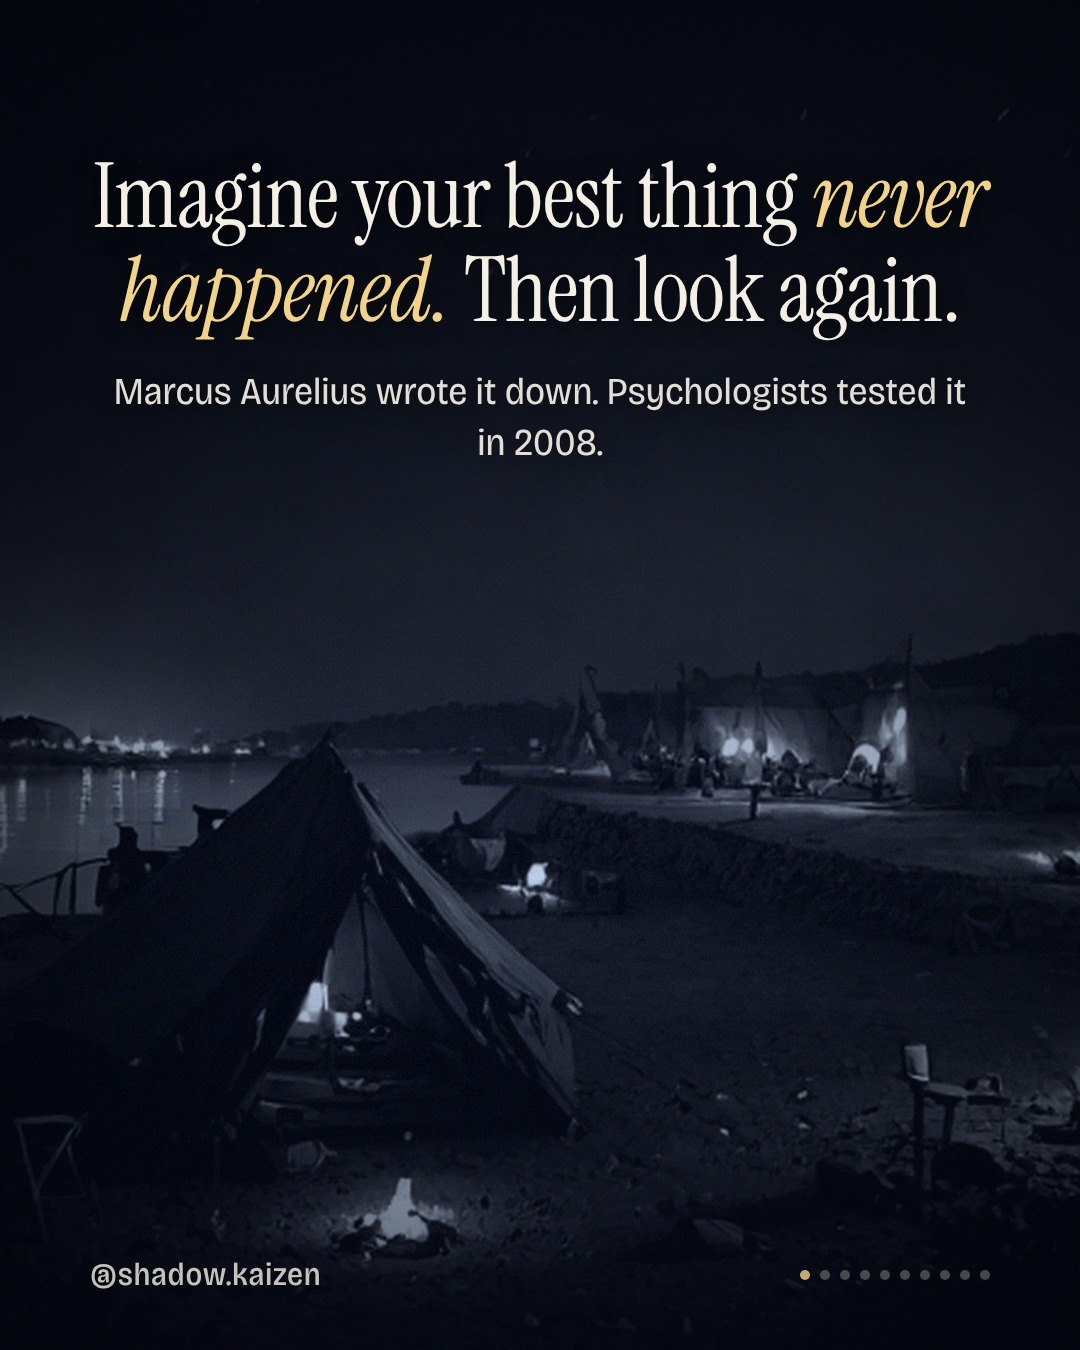 Imagine your best thing never
happened. Then look again.
Marcus Aurelius wrote it down. Psychologists tested it
in 2008.
@shadow.kaizen